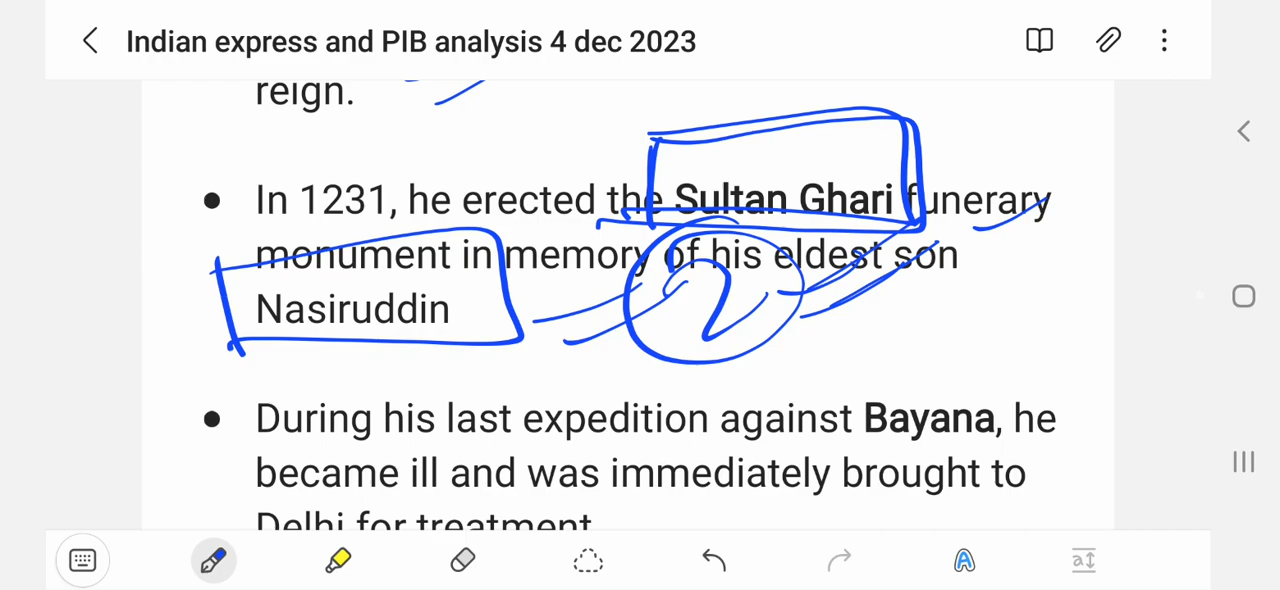 Indian express and PIB analysis 4 dec 2023
reign.
In 1231, he erected the Sultan Ghari funerary
monument in memory of his eldest son
Nasiruddin
2
During his last expedition against Bayana, he
became ill and was immediately brought to
Delhi for treatment